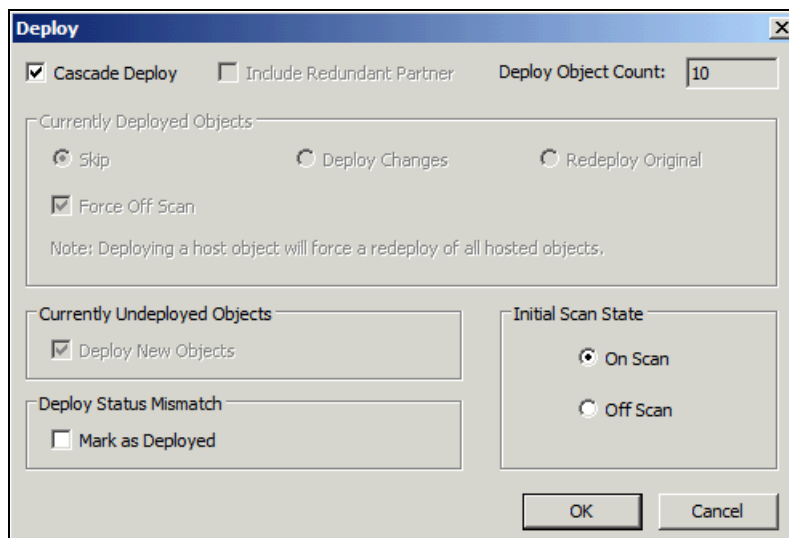 Deploy
Cascade Deploy Include Redundant Partner Deploy Object Count: 10
Currently Deployed Objects
Skip Deploy Changes Redeploy Original
Force Off Scan
Note: Deploying a host object will force a redeploy of all hosted objects.
Currently Undeployed Objects
Deploy New Objects
Initial Scan State
On Scan
Off Scan
Deploy Status Mismatch
Mark as Deployed
OK Cancel